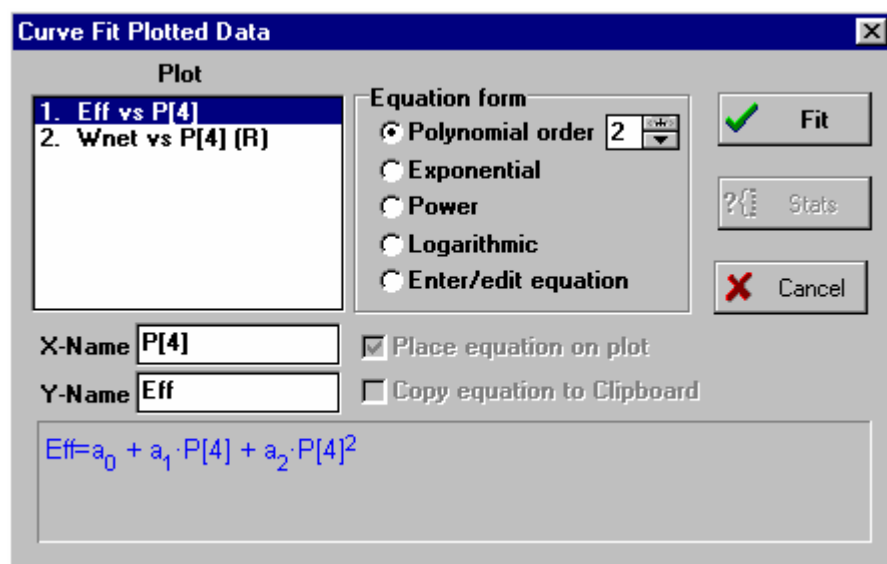 Curve Fit Plotted Data
Plot
1. Eff vs P[4]
2. Wnet vs P[4] (R)
Equation form
Polynomial order 2
Exponential
Power
Logarithmic
Enter/edit equation
Fit
?{ Stats
Cancel
X-Name P[4]
Y-Name Eff
Place equation on plot
Copy equation to Clipboard
Eff=a₀ + a₁·P[4] + a₂·P[4]²